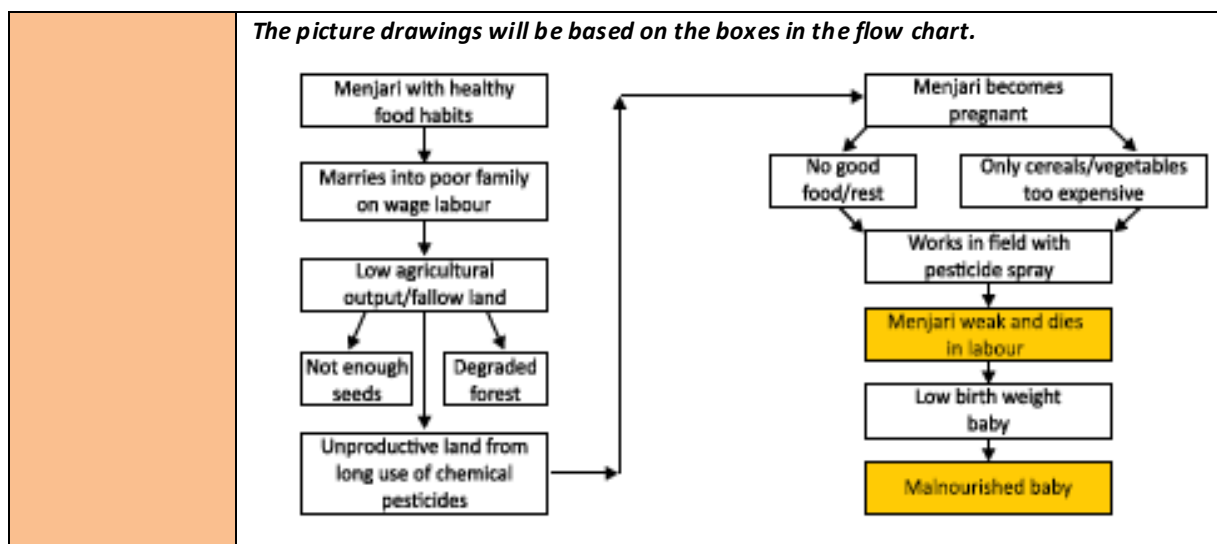 The picture drawings will be based on the boxes in the flow chart.
Menjari with healthy
food habits
Marries into poor family
on wage labour
Low agricultural
output/fallow land
Not enough
seeds
Degraded
forest
Unproductive land from
long use of chemical
pesticides
Menjari becomes
pregnant
No good
food/rest
Only cereals/vegetables
too expensive
Works in field with
pesticide spray
Menjari weak and dies
in labour
Low birth weight
baby
Malnourished baby